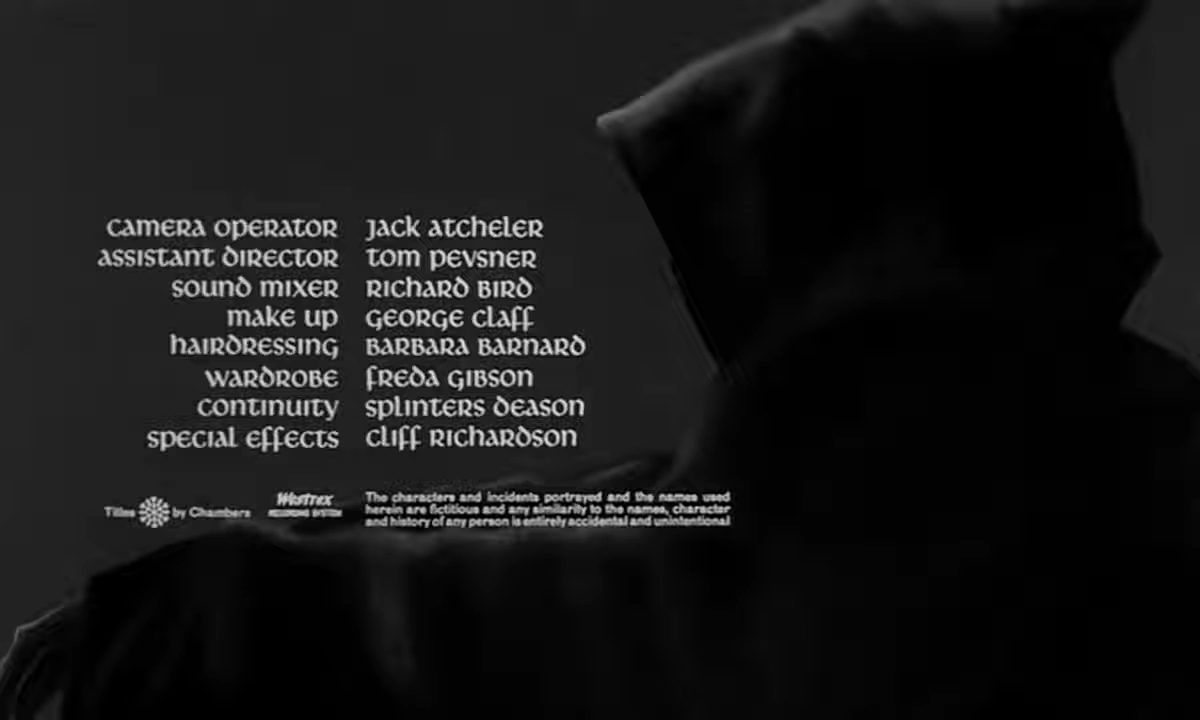 camera operator Jack Atcheler
assistant director Tom Pevsner
sound mixer Richard Bird
make up George Claff
hairdressing Barbara Barnard
wardrobe Freda Gibson
continuity Splinters Deason
special effects Cliff Richardson
Titles by Chambers
Westrex
RECORDING SYSTEM
The characters and incidents portrayed and the names used
herein are fictitious and any similarity to the names, character
and history of any person is entirely accidental and unintentional